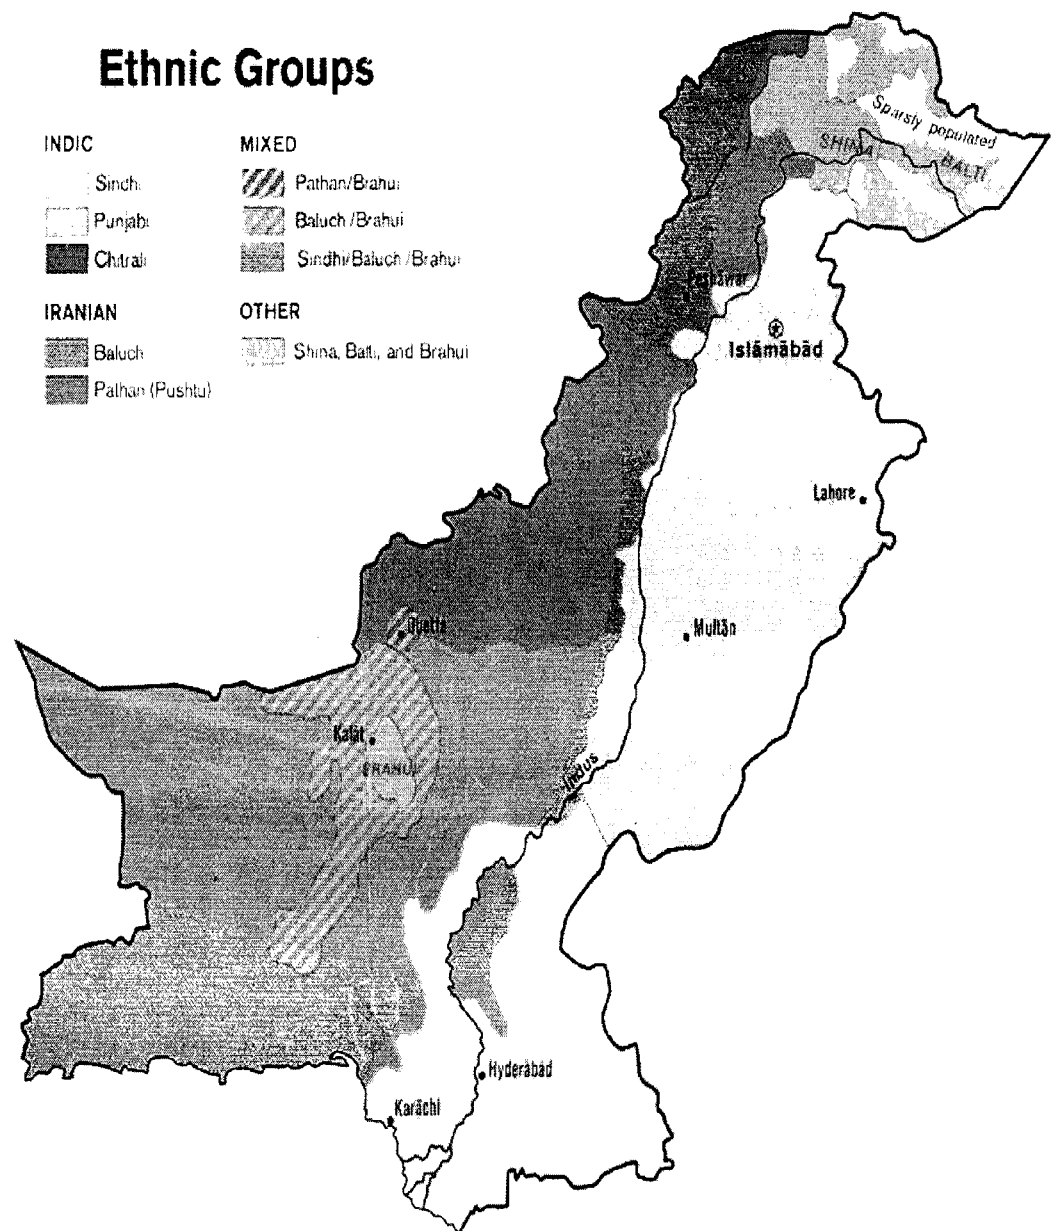 Ethnic Groups
INDIC
Sindhi
Punjabi
Chitrali
IRANIAN
Baluch
Pathan (Pushtu)
MIXED
Pathan/Brahui
Baluch/Brahui
Sindhi/Baluch/Brahui
OTHER
Shina, Balti, and Brahui
Sparsly populated
SHINA
BALTI
Peshāwar
Islāmābād
Lahore
Quetta
Multān
Kalāt
BRAHUI
Indus
Hyderābād
Karāchi